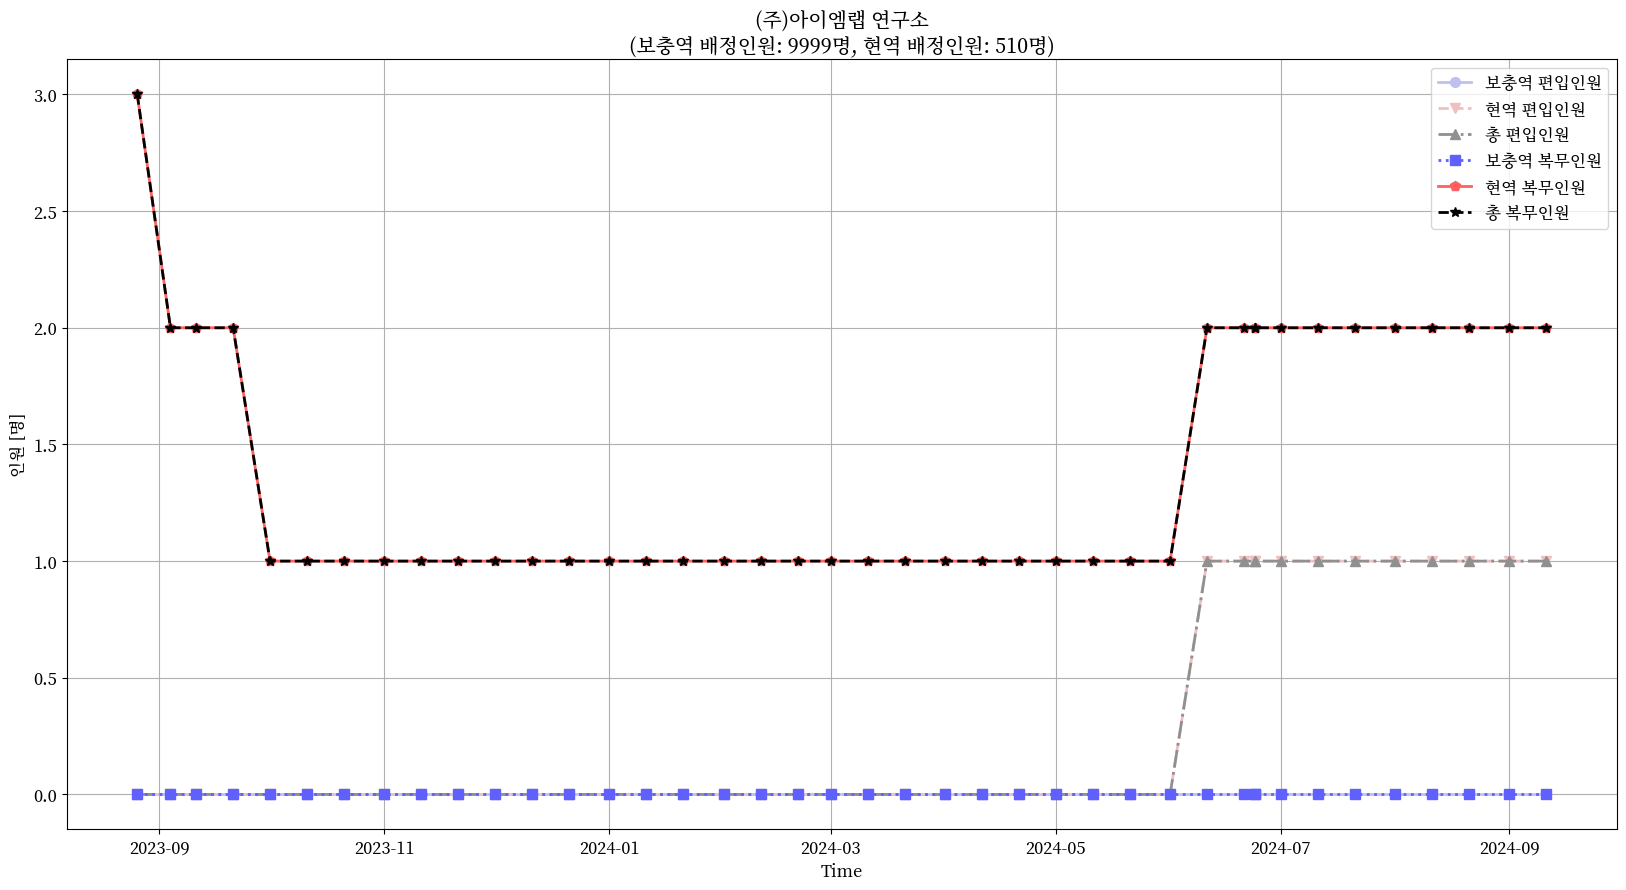 (주)아이엠랩 연구소
(보충역 배정인원: 9999명, 현역 배정인원: 510명)
보충역 편입인원
현역 편입인원
총 편입인원
보충역 복무인원
현역 복무인원
총 복무인원
인원 [명]
3.0
2.5
2.0
1.5
1.0
0.5
0.0
2023-09
2023-11
2024-01
2024-03
2024-05
2024-07
2024-09
Time